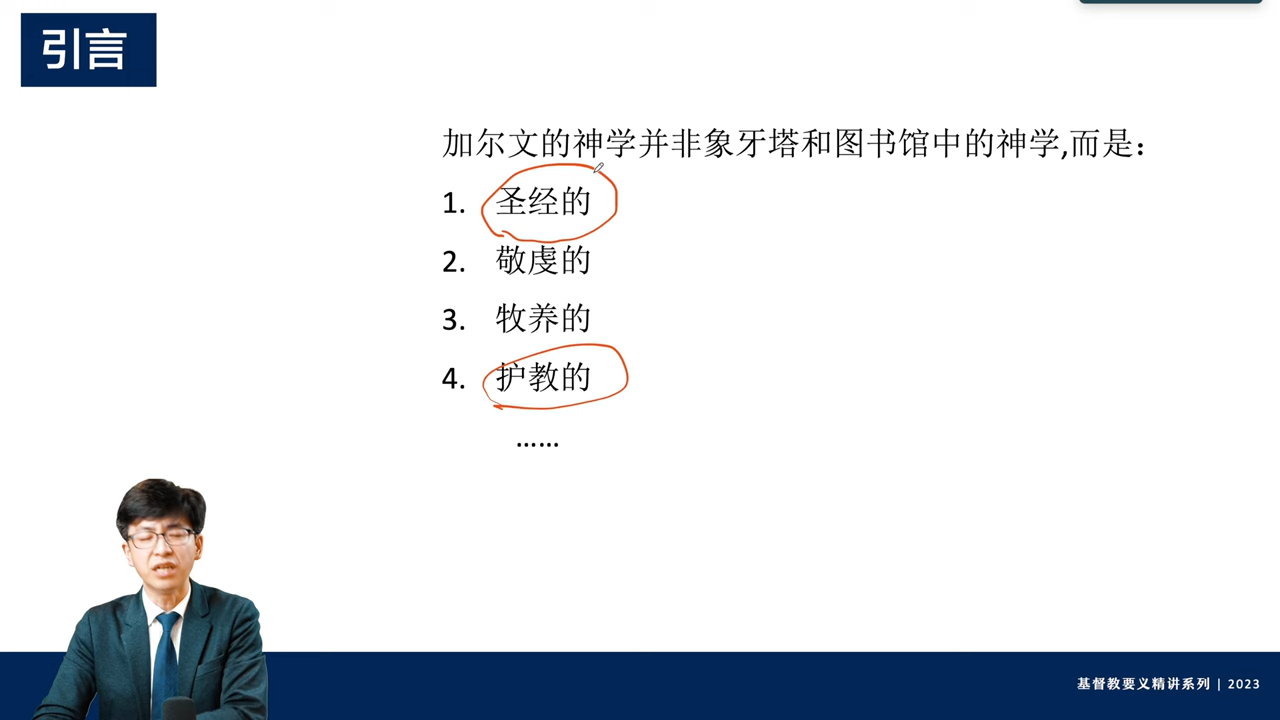 引言
加尔文的神学并非象牙塔和图书馆中的神学,而是：
1. 圣经的
2. 敬虔的
3. 牧养的
4. 护教的
……
基督教要义精讲系列 | 2023